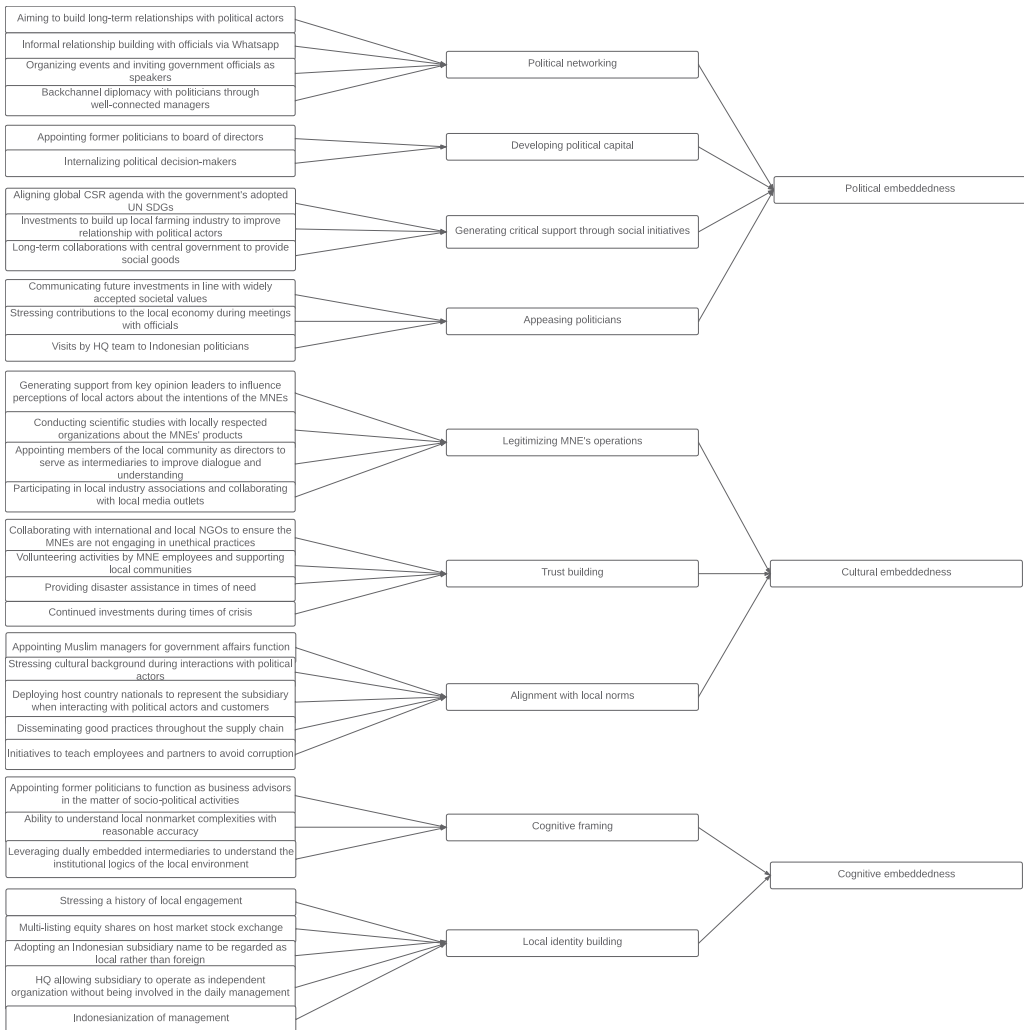 Aiming to build long-term relationships with political actors
Informal relationship building with officials via Whatsapp
Organizing events and inviting government officials as
speakers
Backchannel diplomacy with politicians through
well-connected managers
Political networking
Appointing former politicians to board of directors
Internalizing political decision-makers
Developing political capital
Aligning global CSR agenda with the government's adopted
UN SDGs
Investments to build up local farming industry to improve
relationship with political actors
Long-term collaborations with central government to provide
social goods
Generating critical support through social initiatives
Communicating future investments in line with widely
accepted societal values
Stressing contributions to the local economy during meetings
with officials
Visits by HQ team to Indonesian politicians
Appeasing politicians
Political embeddedness
Generating support from key opinion leaders to influence
perceptions of local actors about the intentions of the MNEs
Conducting scientific studies with locally respected
organizations about the MNEs' products
Appointing members of the local community as directors to
serve as intermediaries to improve dialogue and
understanding
Participating in local industry associations and collaborating
with local media outlets
Legitimizing MNE's operations
Collaborating with international and local NGOs to ensure the
MNEs are not engaging in unethical practices
Vollunteering activities by MNE employees and supporting
local communities
Providing disaster assistance in times of need
Continued investments during times of crisis
Trust building
Appointing Muslim managers for government affairs function
Stressing cultural background during interactions with political
actors
Deploying host country nationals to represent the subsidiary
when interacting with political actors and customers
Disseminating good practices throughout the supply chain
Initiatives to teach employees and partners to avoid corruption
Alignment with local norms
Cultural embeddedness
Appointing former politicians to function as business advisors
in the matter of socio-political activities
Ability to understand local nonmarket complexities with
reasonable accuracy
Leveraging dually embedded intermediaries to understand the
institutional logics of the local environment
Cognitive framing
Stressing a history of local engagement
Multi-listing equity shares on host market stock exchange
Adopting an Indonesian subsidiary name to be regarded as
local rather than foreign
HQ allowing subsidiary to operate as independent
organization without being involved in the daily management
Indonesianization of management
Local identity building
Cognitive embeddedness